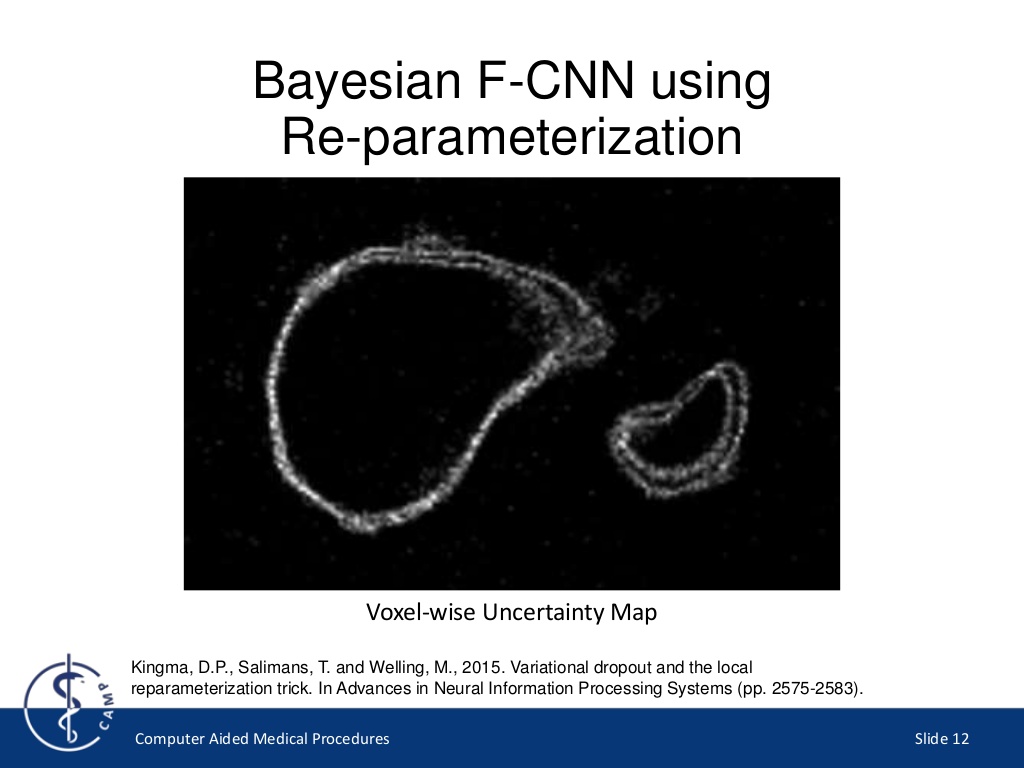 Bayesian F-CNN using
Re-parameterization
Voxel-wise Uncertainty Map
Kingma, D.P., Salimans, T. and Welling, M., 2015. Variational dropout and the local
reparameterization trick. In Advances in Neural Information Processing Systems (pp. 2575-2583).
CAMP
Computer Aided Medical Procedures
Slide 12